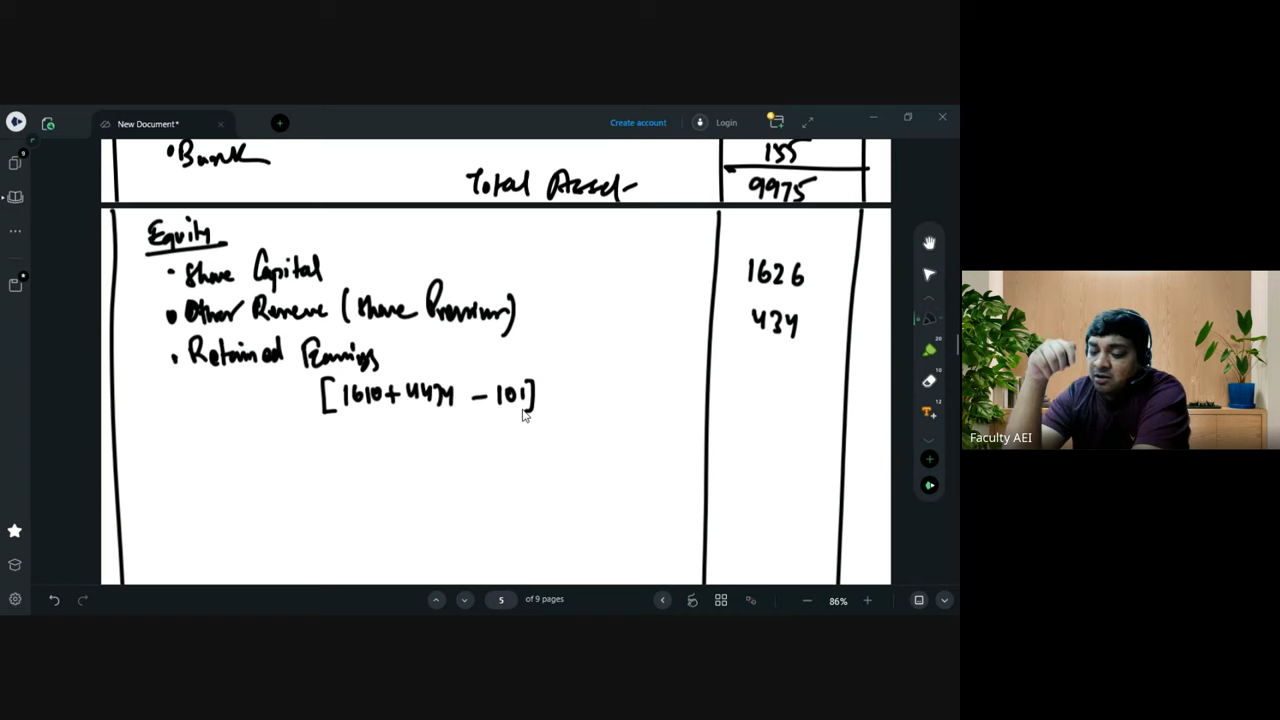 New Document*
Create account
Login
• Bank 155
Total Asset 9975
Equity
• Share Capital 1626
• Other Reserve (Share Premium) 434
• Retained Earnings
[1610+4434 - 101]
Faculty AEI
5 of 9 pages
86%